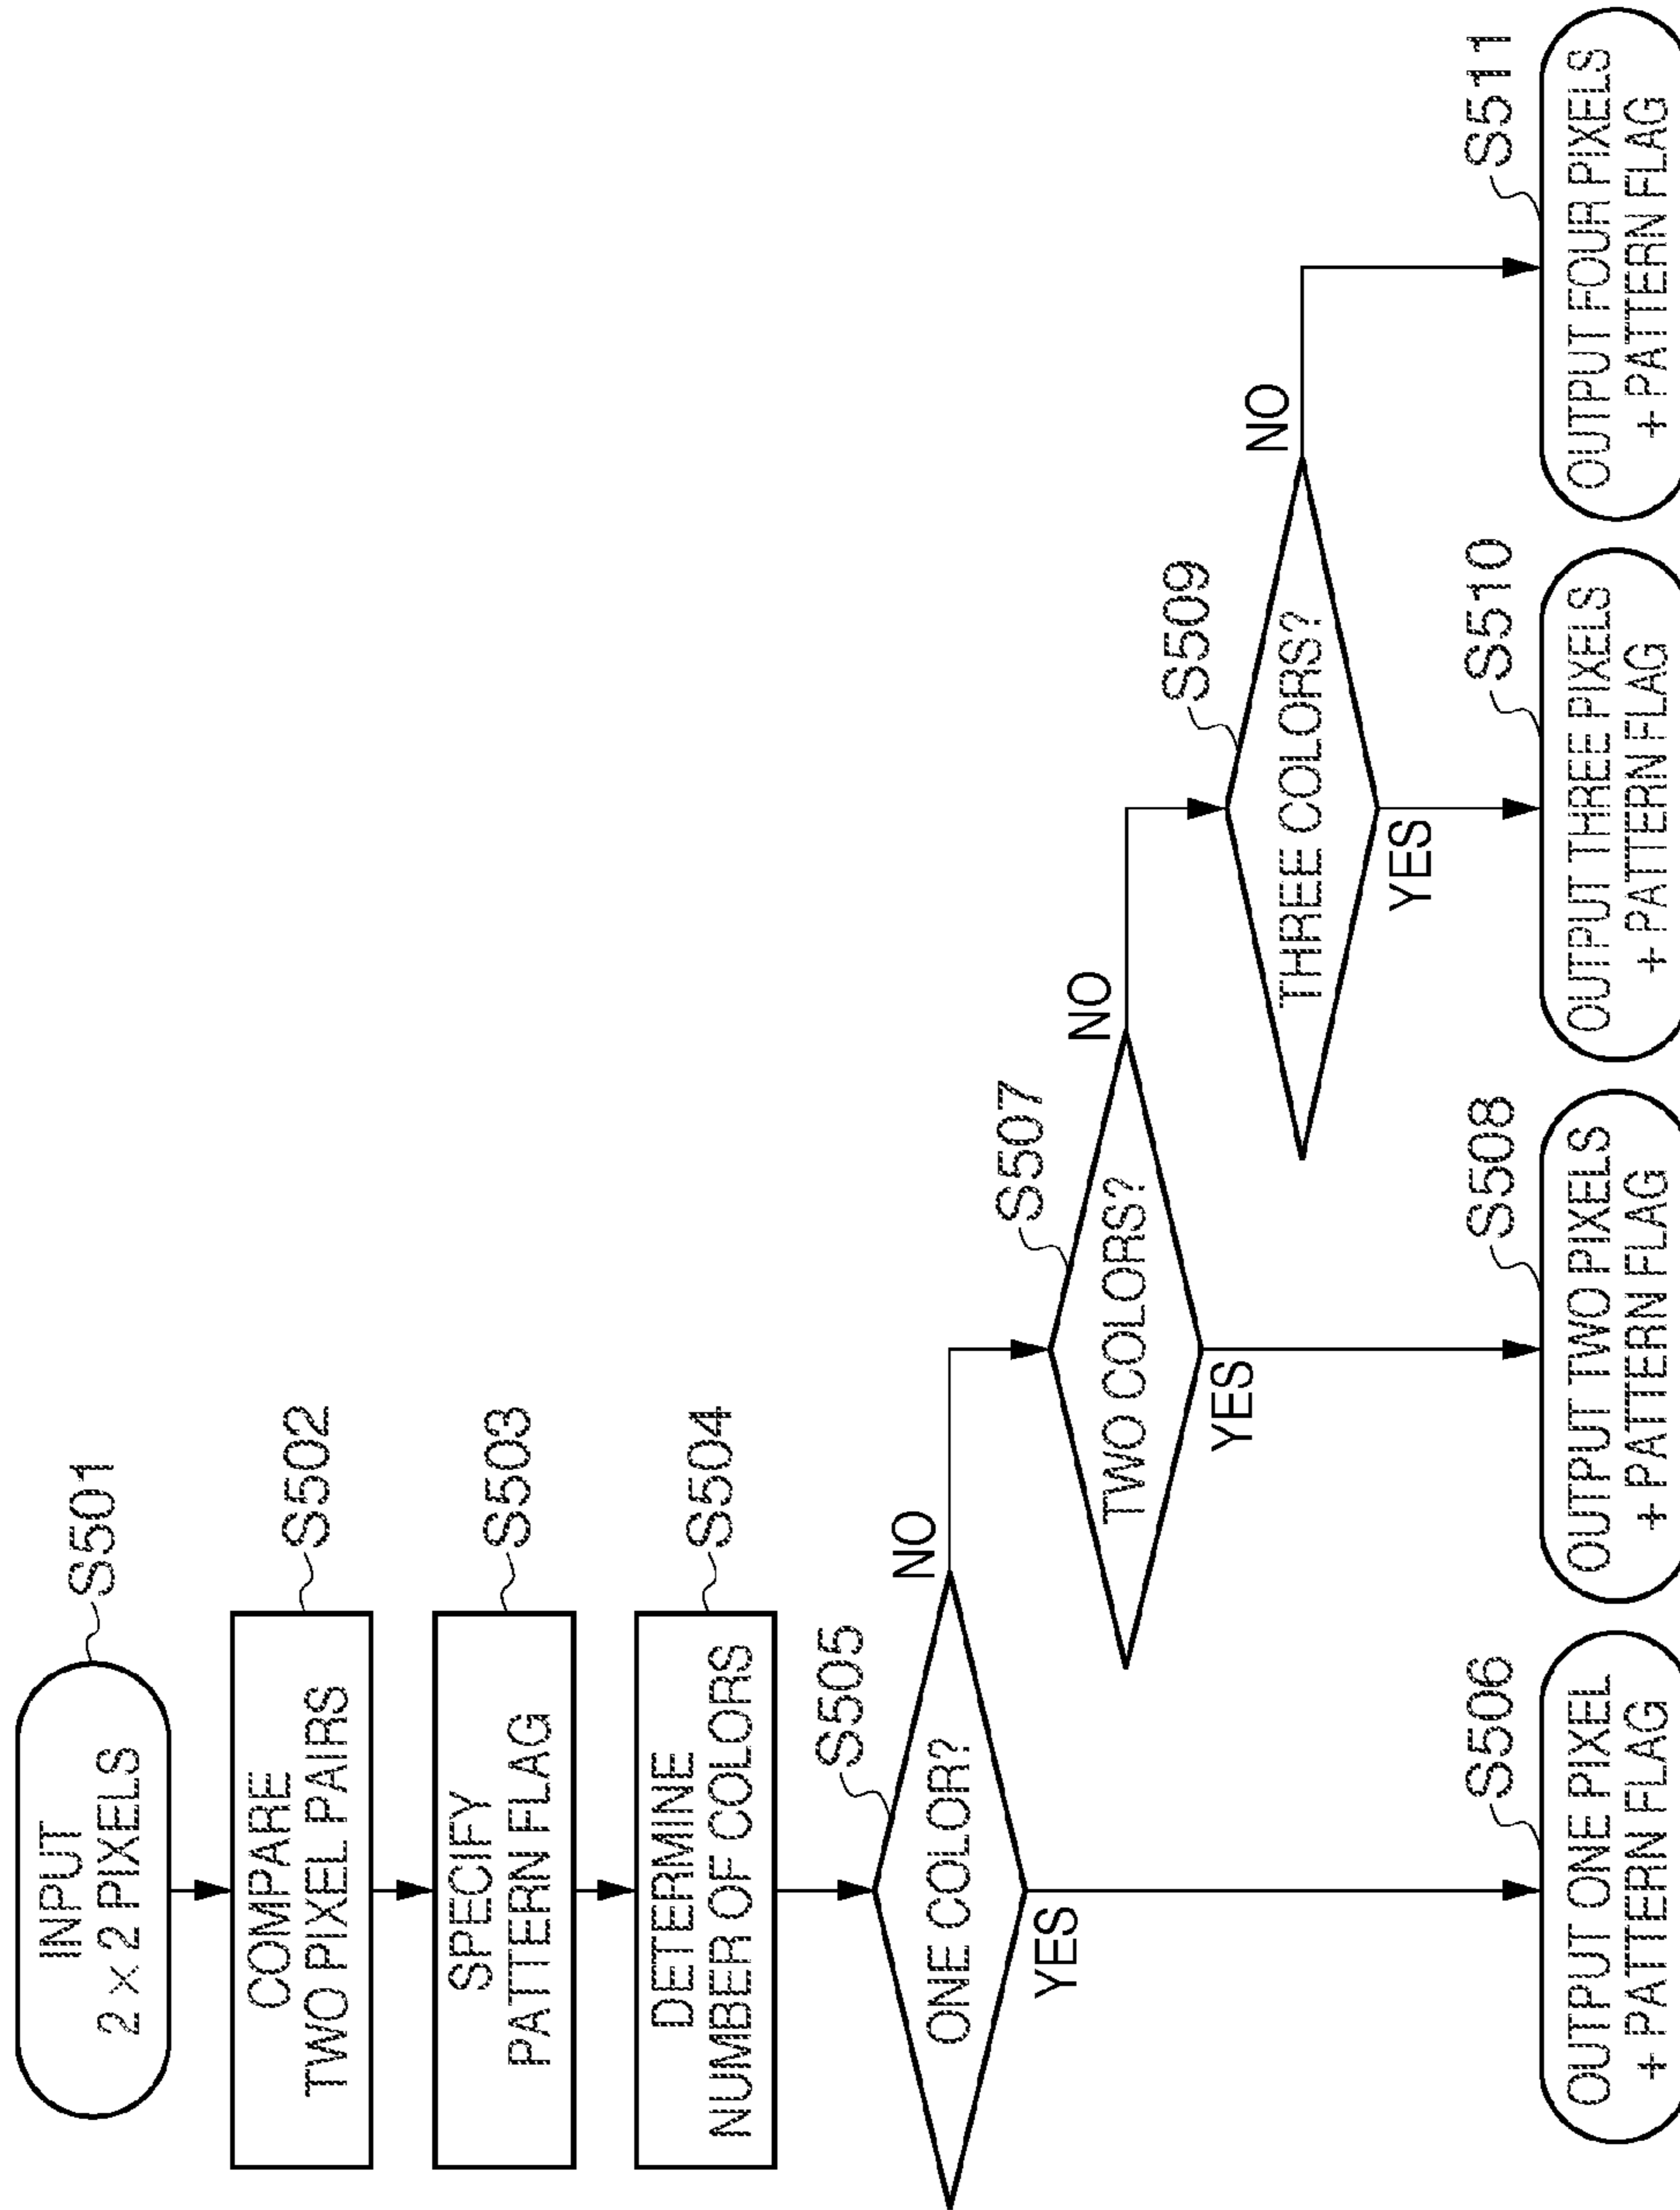 INPUT
2 × 2 PIXELS
S501
COMPARE
TWO PIXEL PAIRS
S502
SPECIFY
PATTERN FLAG
S503
DETERMINE
NUMBER OF COLORS
S504
ONE COLOR?
S505
NO
YES
TWO COLORS?
S507
NO
YES
THREE COLORS?
S509
NO
YES
OUTPUT ONE PIXEL
+ PATTERN FLAG
S506
OUTPUT TWO PIXELS
+ PATTERN FLAG
S508
OUTPUT THREE PIXELS
+ PATTERN FLAG
S510
OUTPUT FOUR PIXELS
+ PATTERN FLAG
S511